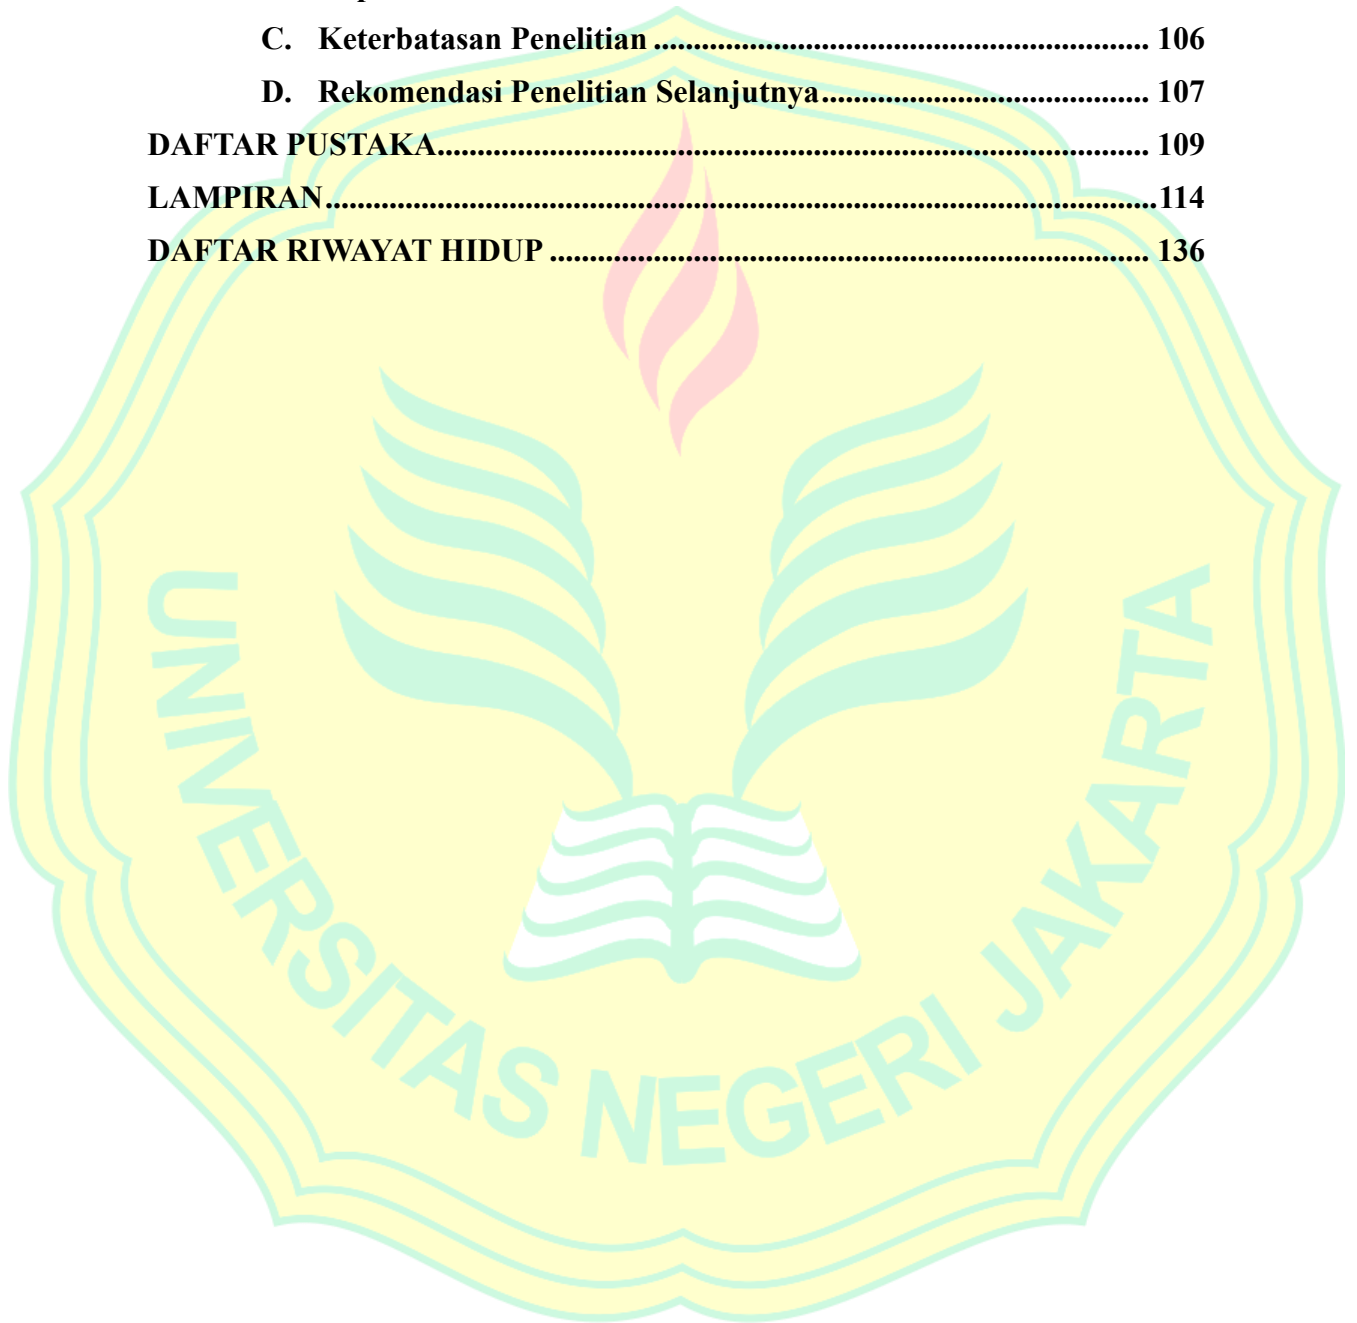 C. Keterbatasan Penelitian ............................................................. 106
D. Rekomendasi Penelitian Selanjutnya ........................................ 107
DAFTAR PUSTAKA........................................................................................ 109
LAMPIRAN.......................................................................................................114
DAFTAR RIWAYAT HIDUP .......................................................................... 136
UNIVERSITAS NEGERI JAKARTA